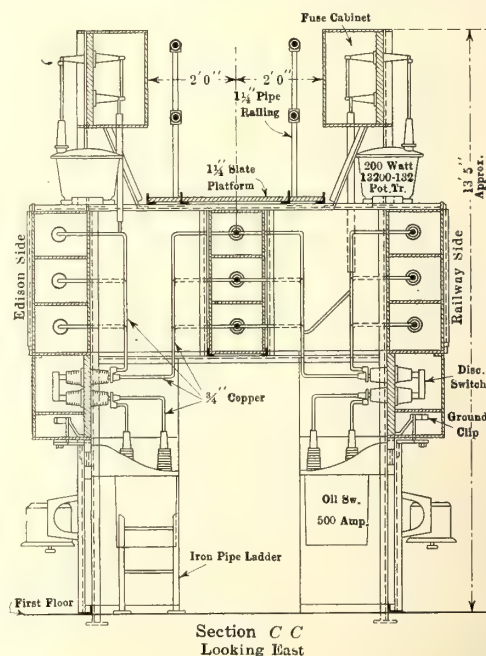 Fuse Cabinet
2'0"
2'0"
1¼" Pipe
Railing
1¼" Slate
Platform
200 Watt
13200-132
Pot. Tr.
13'5"
Approx.
Edison Side
Railway Side
Disc.
Switch
Ground
Clip
¾" Copper
Oil Sw.
500 Amp.
Iron Pipe Ladder
First Floor
Section C C
Looking East